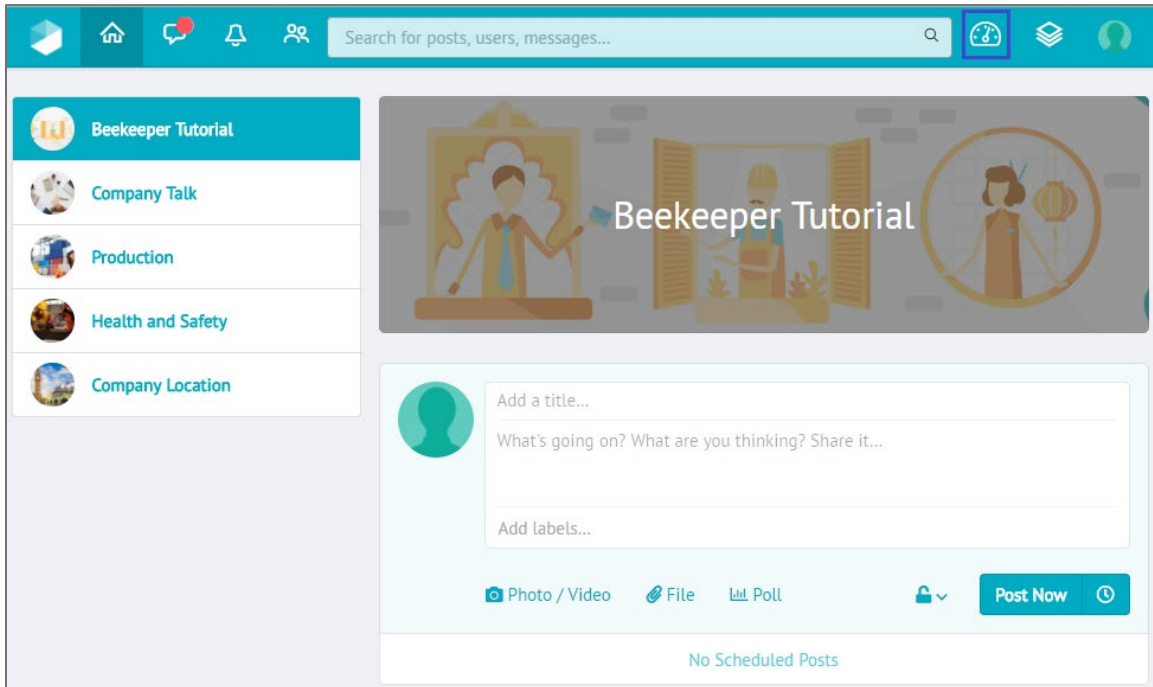 Search for posts, users, messages...
Beekeeper Tutorial
Company Talk
Production
Health and Safety
Company Location
Beekeeper Tutorial
Add a title...
What's going on? What are you thinking? Share it...
Add labels...
Photo / Video File Poll Post Now
No Scheduled Posts